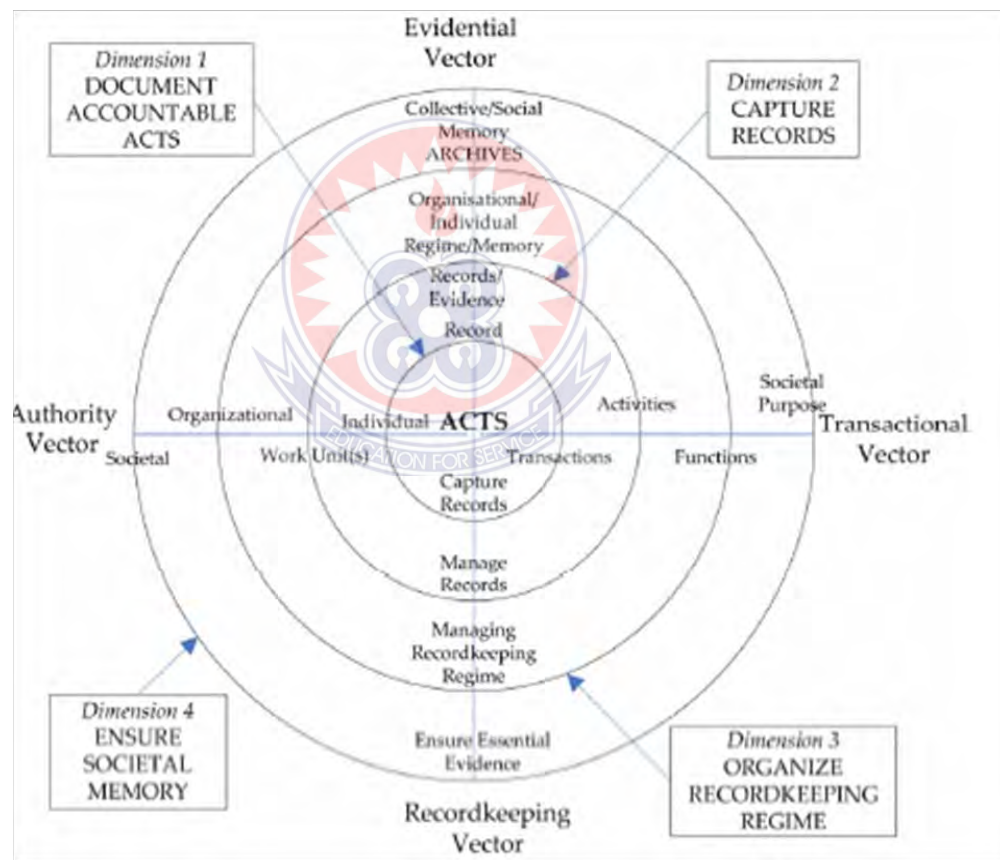 Evidential
Vector
Dimension 1
DOCUMENT
ACCOUNTABLE
ACTS
Dimension 2
CAPTURE
RECORDS
Collective/Social
Memory
ARCHIVES
Organisational/
Individual
Regime/Memory
Records/
Evidence
Record
Authority
Vector
Societal
Organizational
Work Unit(s)
Individual
ACTS
Transactions
Activities
Functions
Societal
Purpose
Transactional
Vector
EDUCATION FOR SERVICE
Capture
Records
Manage
Records
Managing
Recordkeeping
Regime
Ensure Essential
Evidence
Dimension 4
ENSURE
SOCIETAL
MEMORY
Dimension 3
ORGANIZE
RECORDKEEPING
REGIME
Recordkeeping
Vector